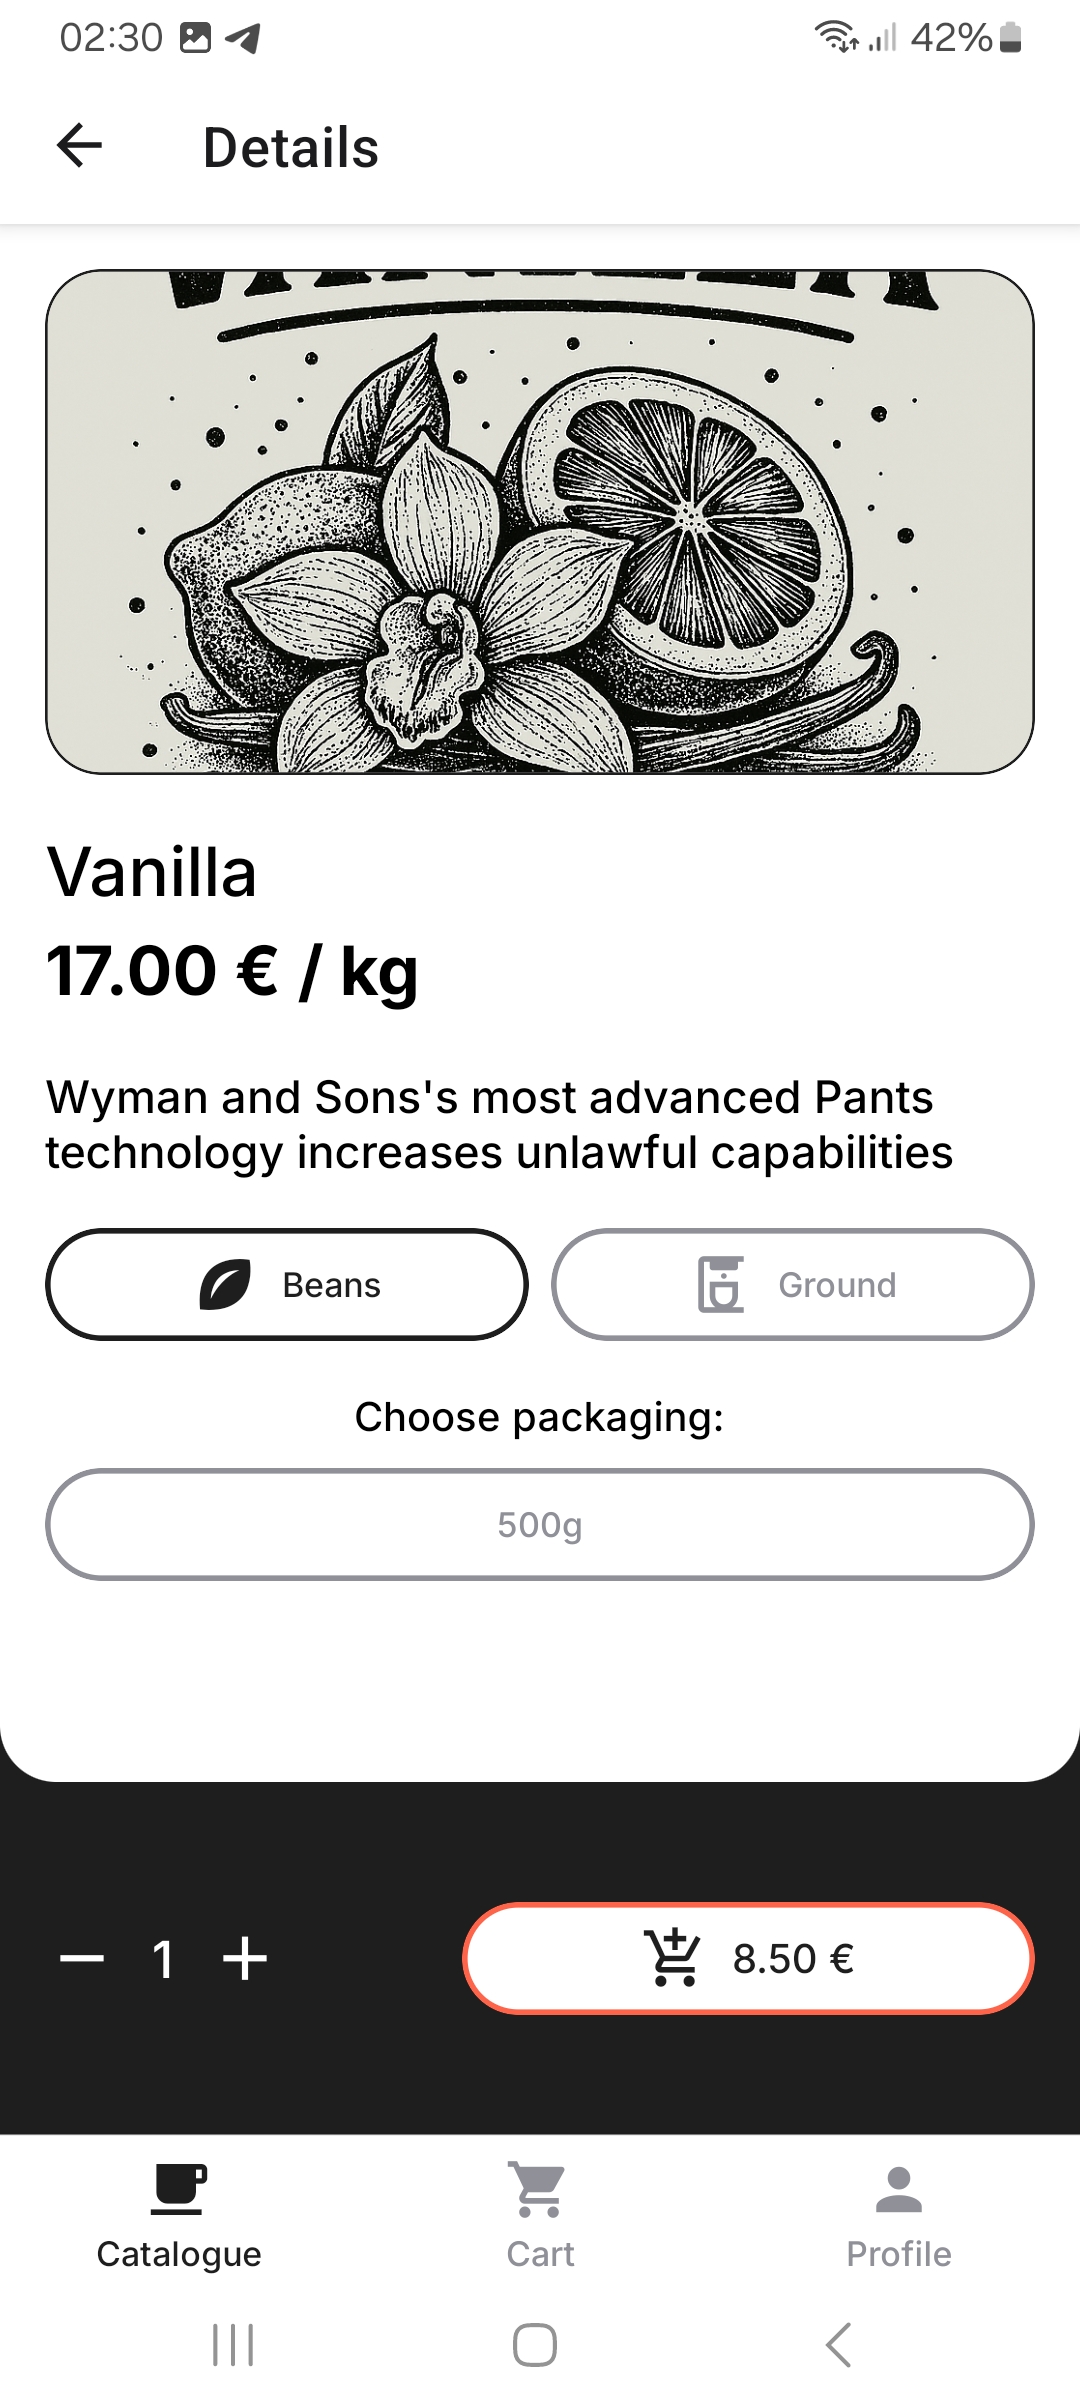 02:30
42%
Details
Vanilla
17.00 € / kg
Wyman and Sons's most advanced Pants
technology increases unlawful capabilities
Beans
Ground
Choose packaging:
500g
1
8.50 €
Catalogue
Cart
Profile